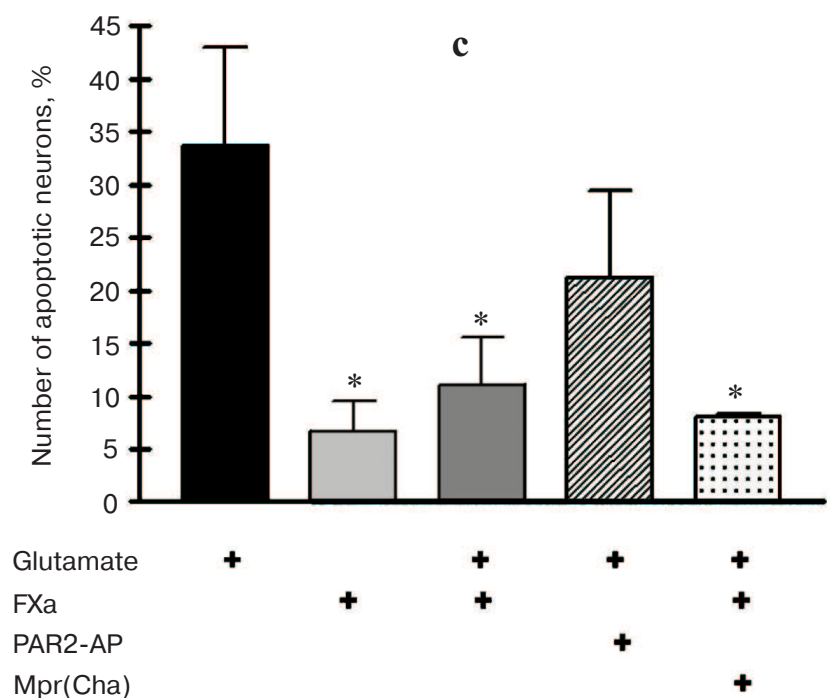 c
Number of apoptotic neurons, %
45
40
35
30
25
20
15
10
5
0
*
*
*
Glutamate + + + +
FXa + + +
PAR2-AP +
Mpr(Cha) +